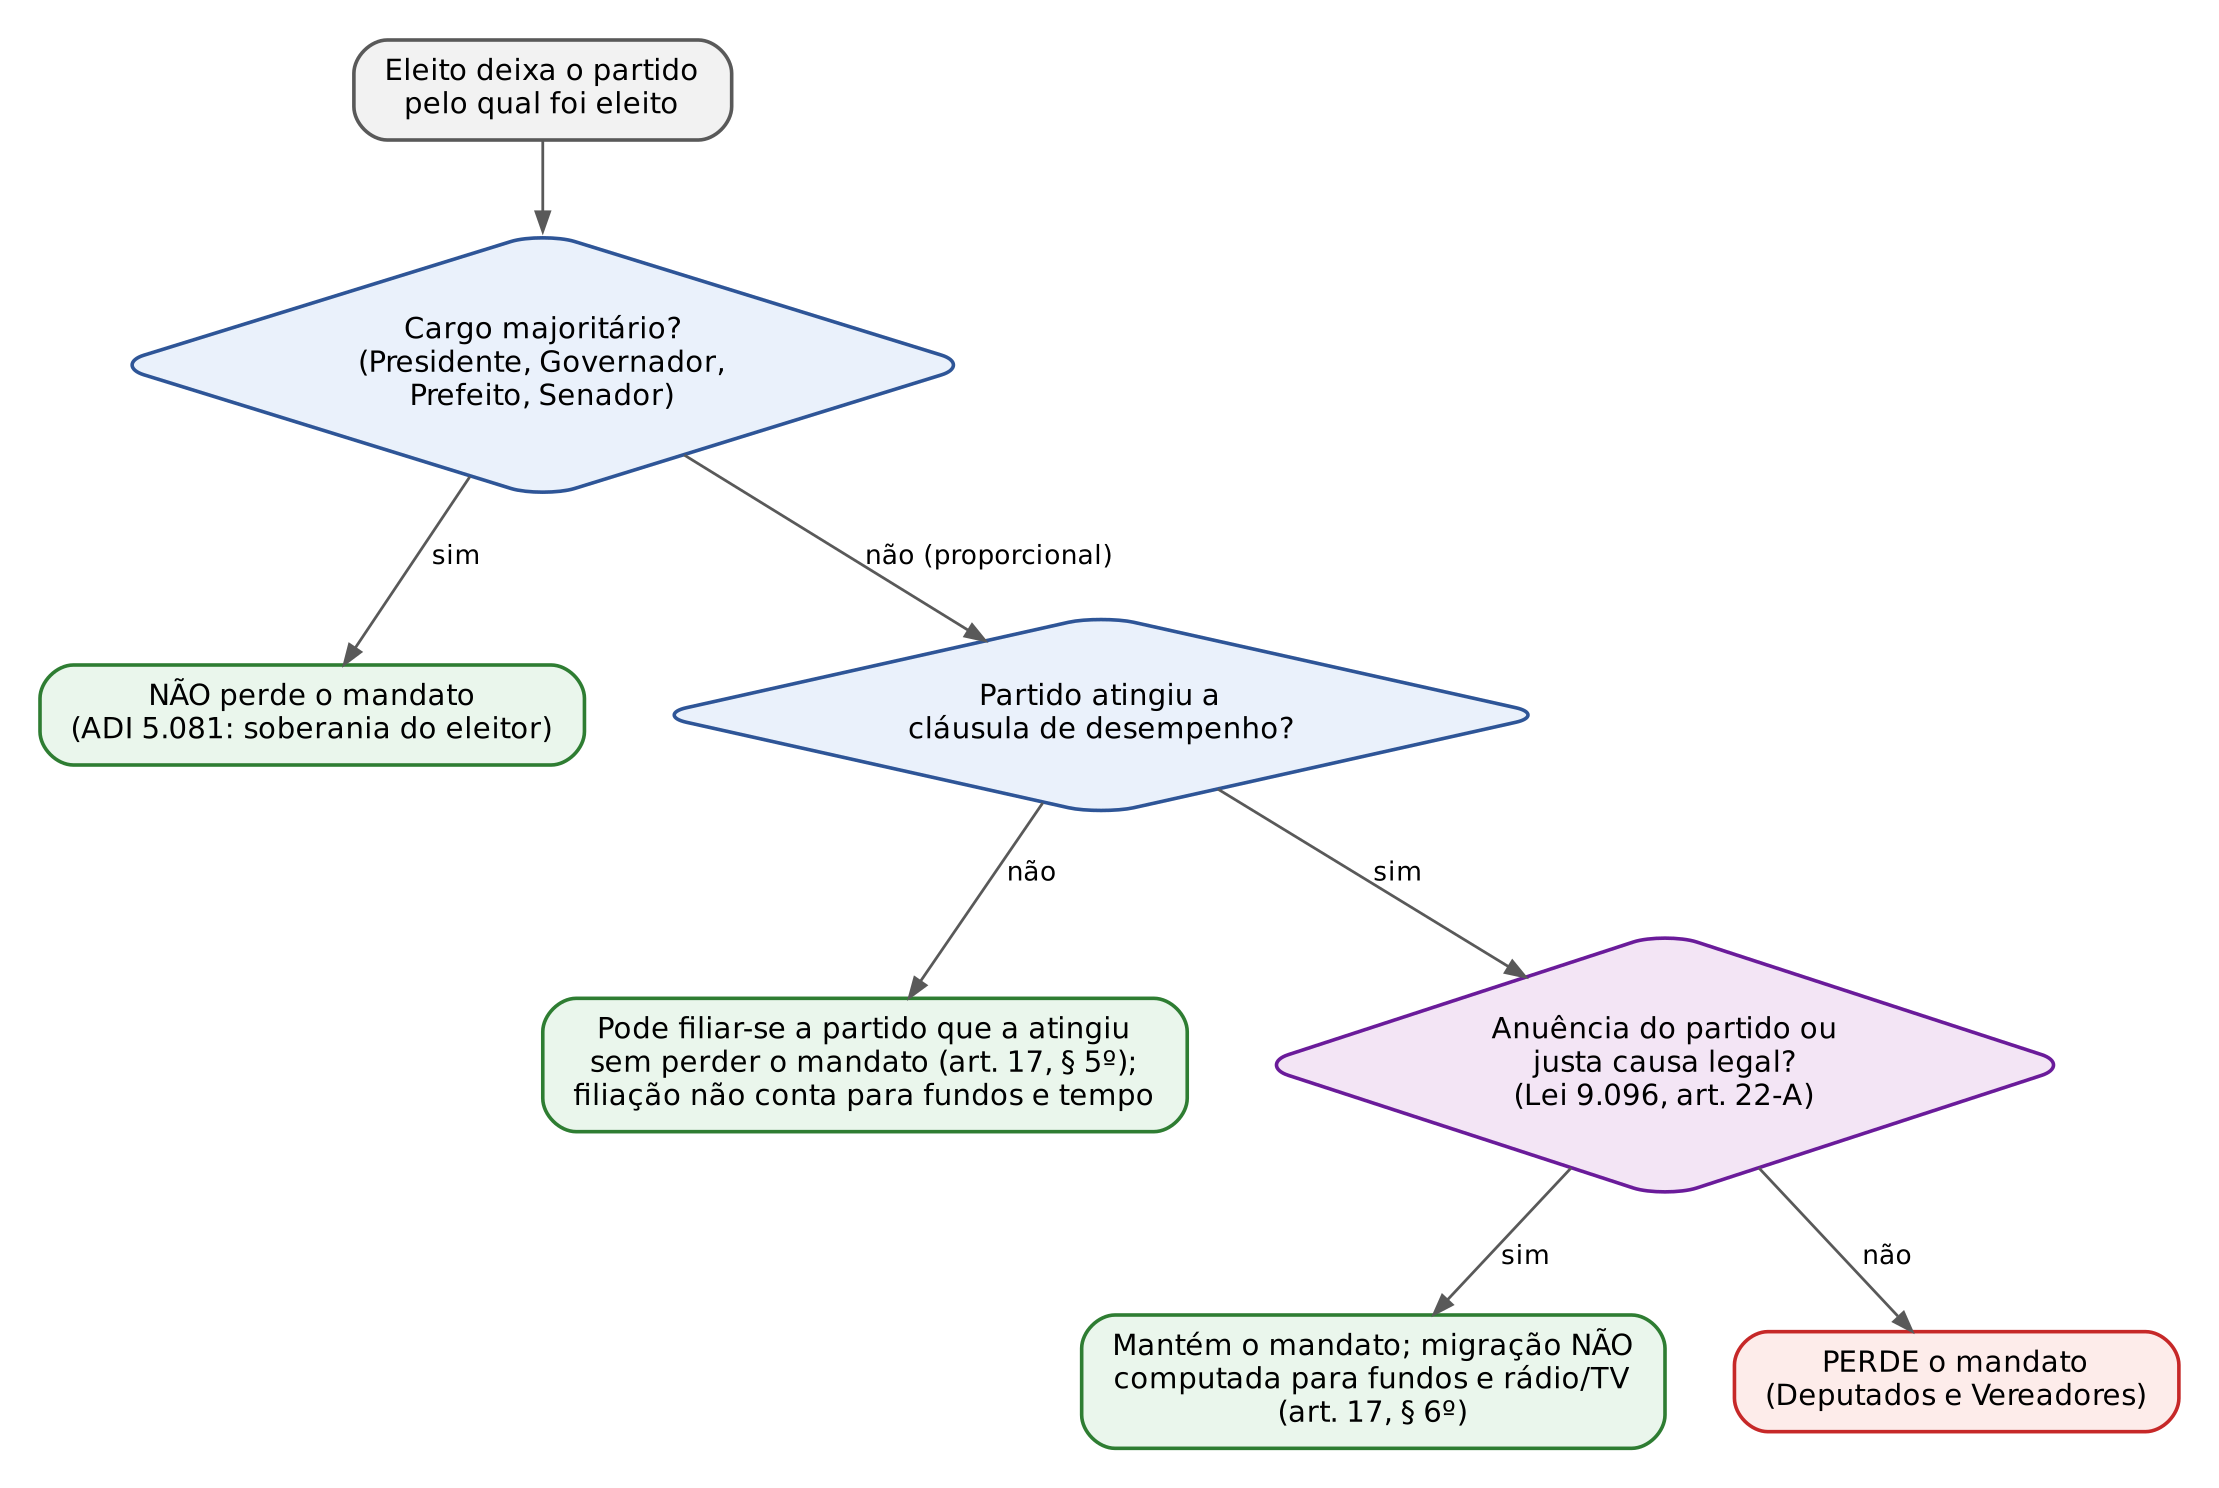 Eleito deixa o partido
pelo qual foi eleito
Cargo majoritário?
(Presidente, Governador,
Prefeito, Senador)
sim
não (proporcional)
NÃO perde o mandato
(ADI 5.081: soberania do eleitor)
Partido atingiu a
cláusula de desempenho?
não
sim
Pode filiar-se a partido que a atingiu
sem perder o mandato (art. 17, § 5º);
filiação não conta para fundos e tempo
Anuência do partido ou
justa causa legal?
(Lei 9.096, art. 22-A)
sim
não
Mantém o mandato; migração NÃO
computada para fundos e rádio/TV
(art. 17, § 6º)
PERDE o mandato
(Deputados e Vereadores)